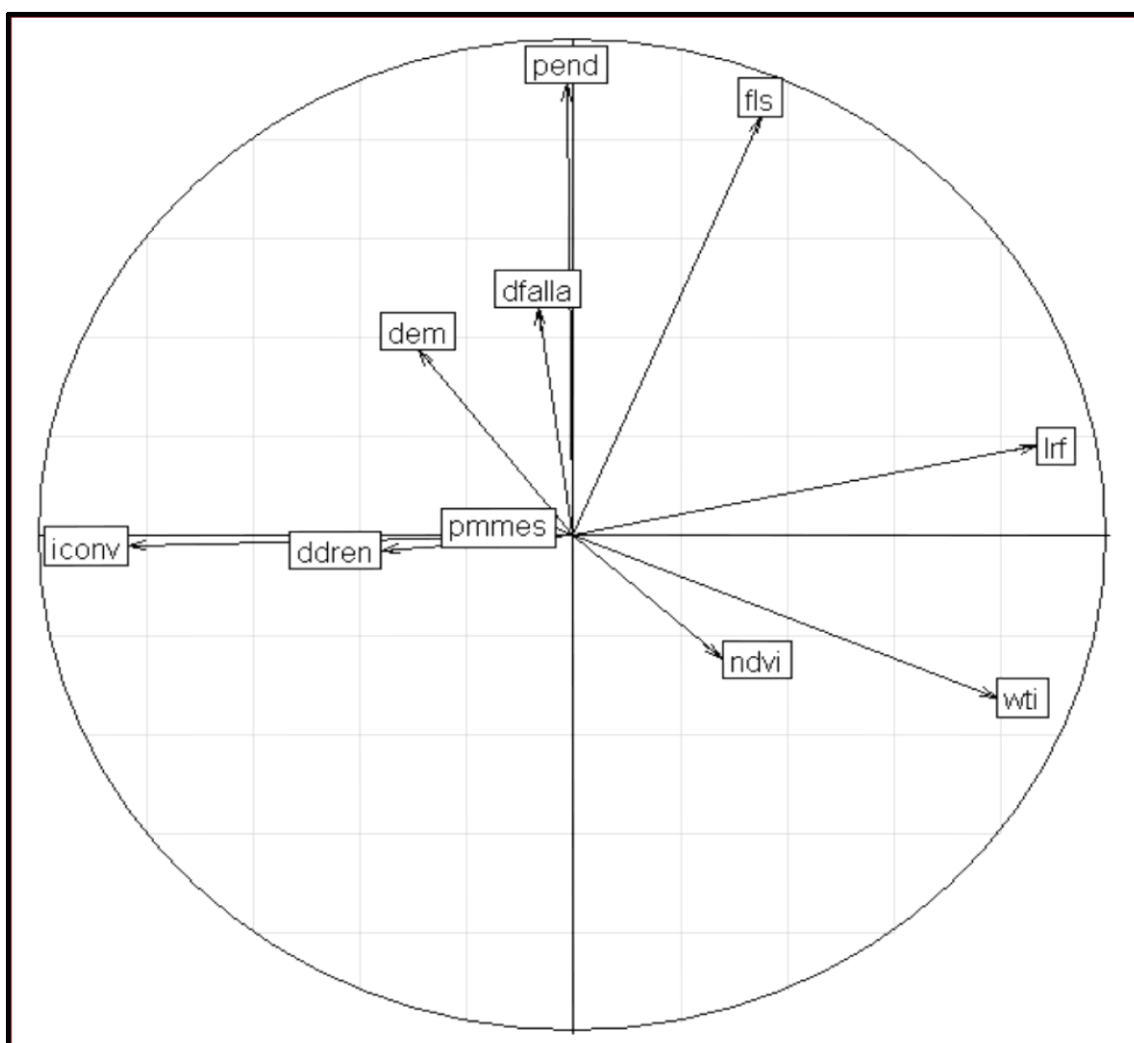 pend
fls
dfalla
dem
lrf
pmmes
iconv
ddren
ndvi
wti